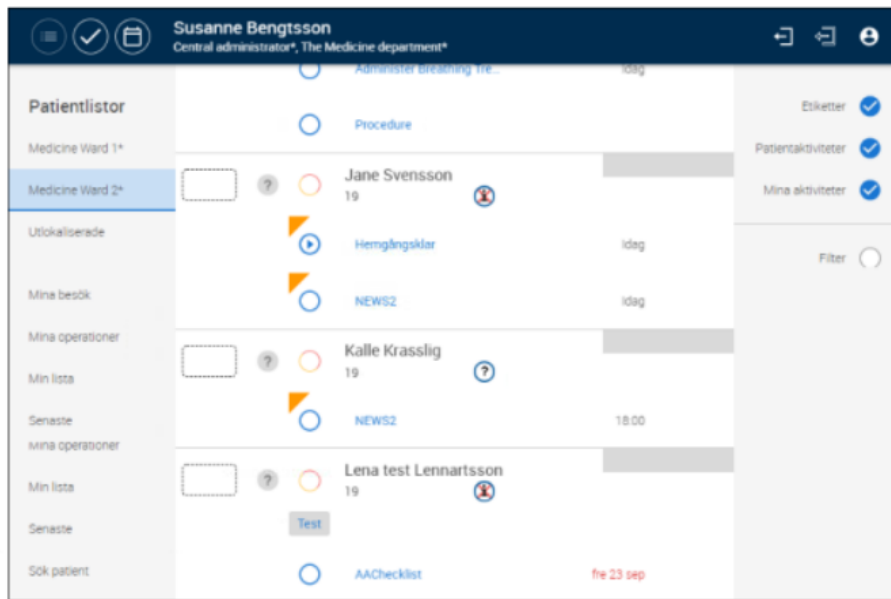 Susanne Bengtsson
Central administrator*, The Medicine department*
Patientlistor
Medicine Ward 1*
Medicine Ward 2*
Utlokaliserade
Mina besök
Mina operationer
Min lista
Senaste
Mina operationer
Min lista
Senaste
Sök patient
Administer Breathing Tre...
Idag
Procedure
?
Jane Svensson
19
Hemgångsklar
Idag
NEWS2
Idag
?
Kalle Krasslig
19
?
NEWS2
18:00
?
Lena test Lennartsson
19
Test
AAChecklist
fre 23 sep
Etiketter
Patientaktiviteter
Mina aktiviteter
Filter